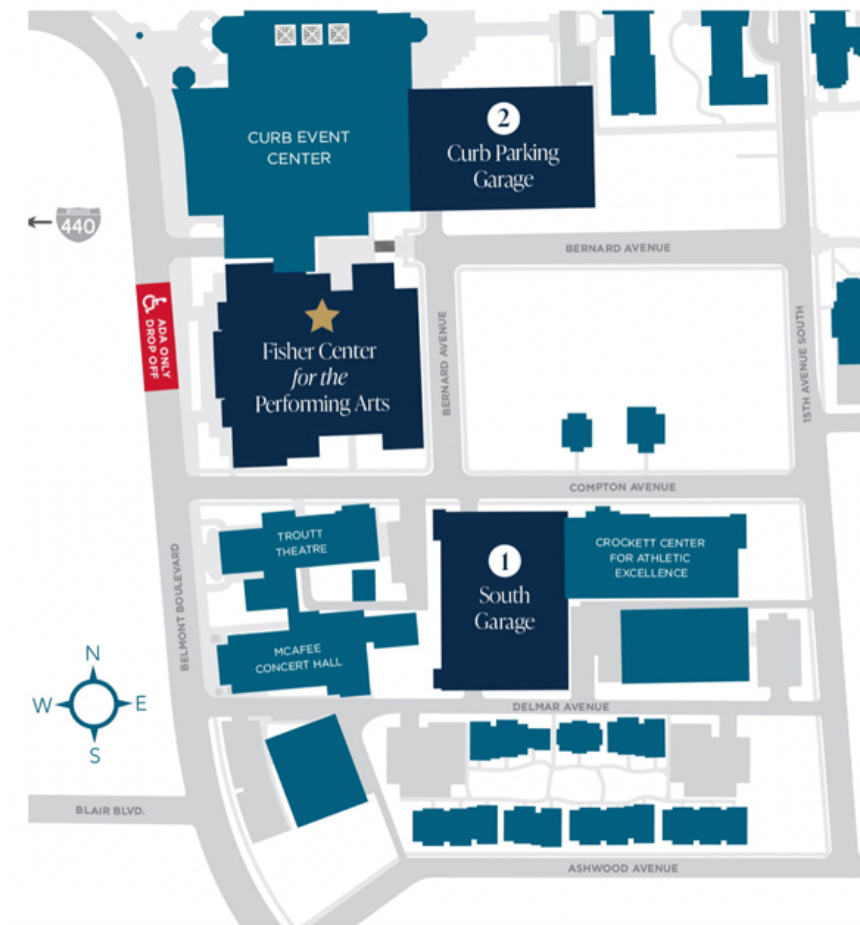 CURB EVENT
CENTER
2
Curb Parking
Garage
440
BERNARD AVENUE
ADA ONLY
DROP OFF
Fisher Center
for the
Performing Arts
BERNARD AVENUE
15TH AVENUE SOUTH
COMPTON AVENUE
TROUTT
THEATRE
1
South
Garage
CROCKETT CENTER
FOR ATHLETIC
EXCELLENCE
BELMONT BOULEVARD
MCAFEE
CONCERT HALL
N
W
E
S
DELMAR AVENUE
BLAIR BLVD.
ASHWOOD AVENUE